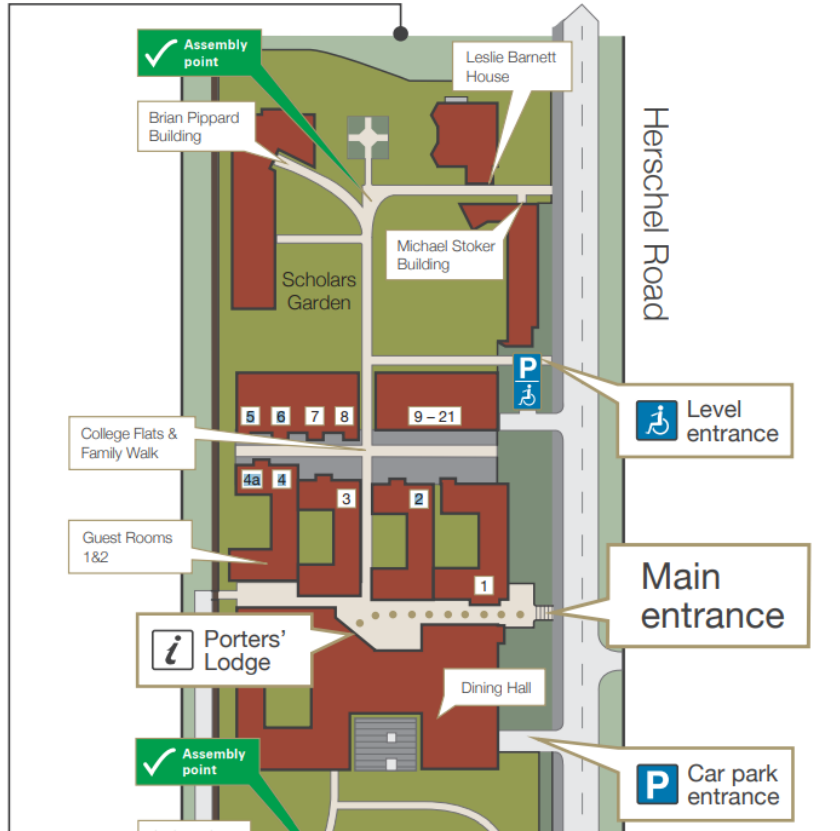 Assembly
point
Leslie Barnett
House
Brian Pippard
Building
Herschel Road
Michael Stoker
Building
Scholars
Garden
P
5 6 7 8
9 – 21
Level
entrance
College Flats &
Family Walk
4a 4
3
2
Guest Rooms
1&2
1
Main
entrance
i
Porters'
Lodge
Dining Hall
Assembly
point
P
Car park
entrance